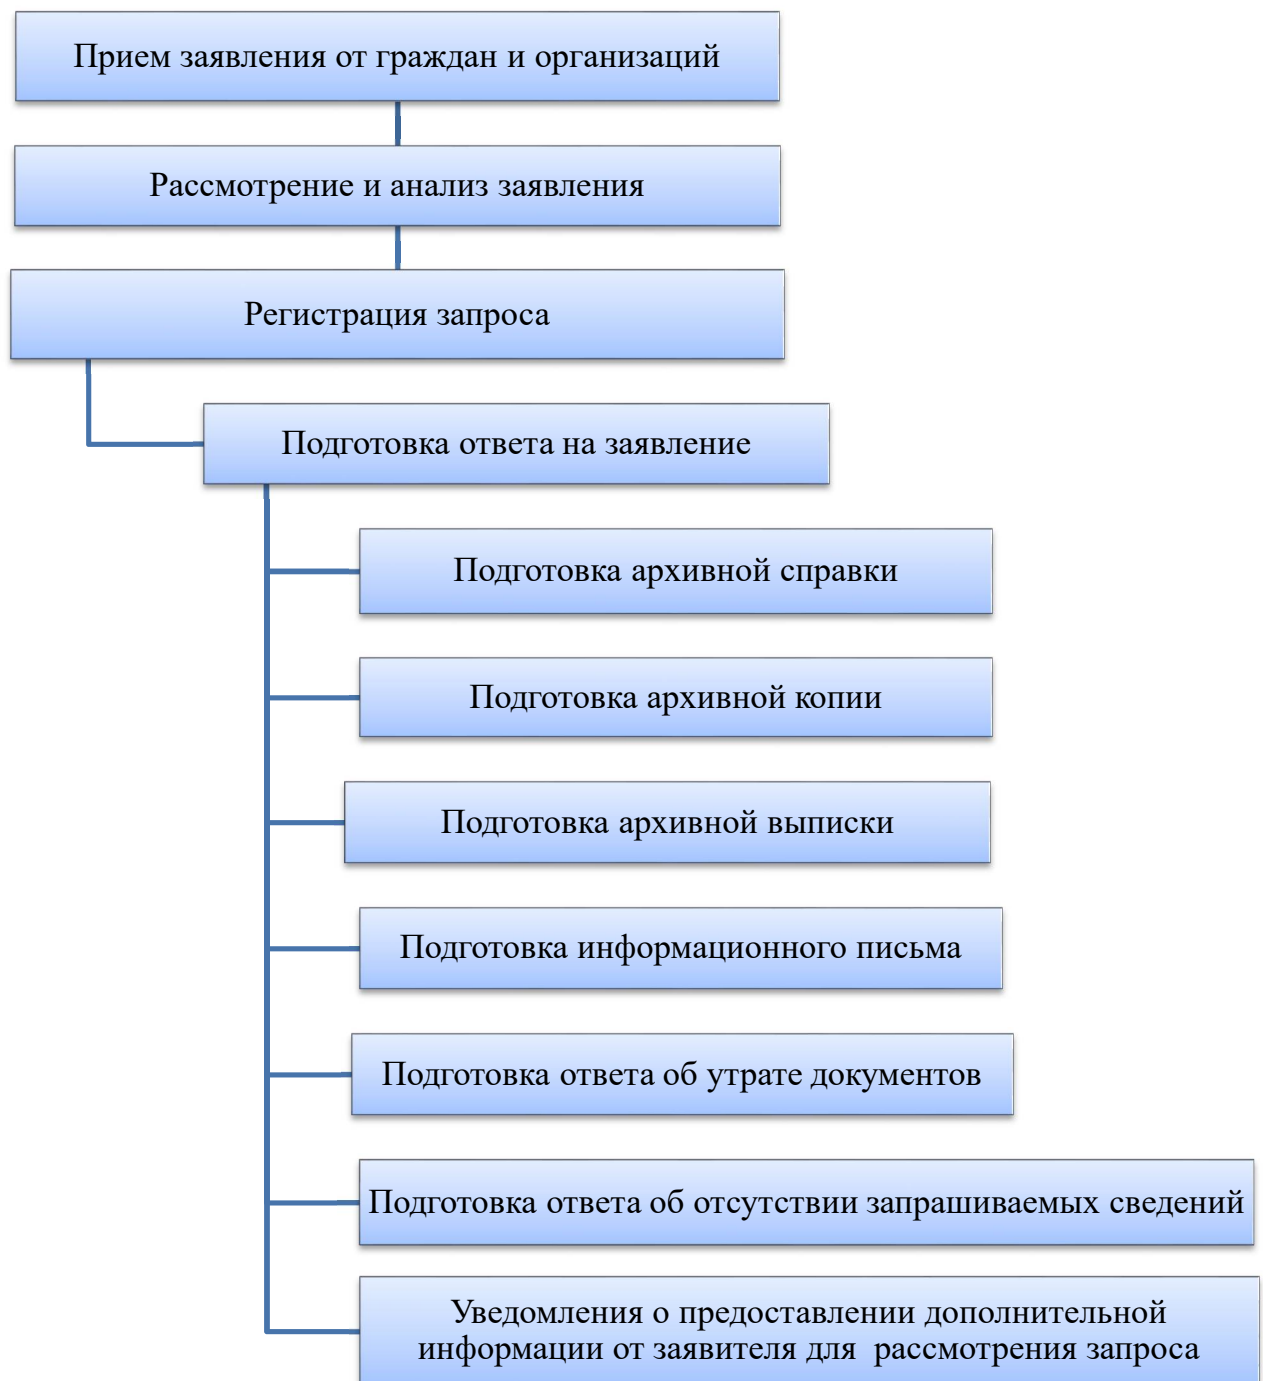 Прием заявления от граждан и организаций
Рассмотрение и анализ заявления
Регистрация запроса
Подготовка ответа на заявление
Подготовка архивной справки
Подготовка архивной копии
Подготовка архивной выписки
Подготовка информационного письма
Подготовка ответа об утрате документов
Подготовка ответа об отсутствии запрашиваемых сведений
Уведомления о предоставлении дополнительной
информации от заявителя для рассмотрения запроса